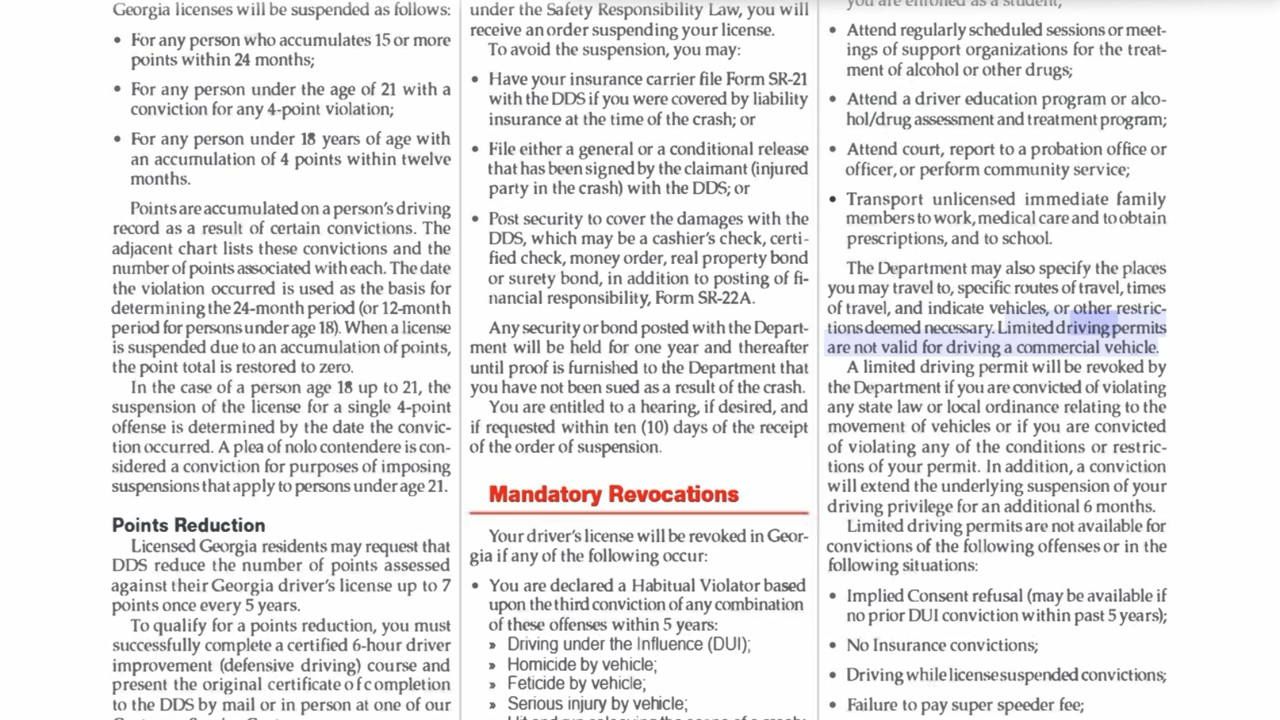 Georgia licenses will be suspended as follows:
• For any person who accumulates 15 or more
points within 24 months;
• For any person under the age of 21 with a
conviction for any 4-point violation;
• For any person under 18 years of age with
an accumulation of 4 points within twelve
months.
Points are accumulated on a person's driving
record as a result of certain convictions. The
adjacent chart lists these convictions and the
number of points associated with each. The date
the violation occurred is used as the basis for
determining the 24-month period (or 12-month
period for persons under age 18). When a license
is suspended due to an accumulation of points,
the point total is restored to zero.
In the case of a person age 18 up to 21, the
suspension of the license for a single 4-point
offense is determined by the date the convic-
tion occurred. A plea of nolo contendere is con-
sidered a conviction for purposes of imposing
suspensions that apply to persons under age 21.
Points Reduction
Licensed Georgia residents may request that
DDS reduce the number of points assessed
against their Georgia driver's license up to 7
points once every 5 years.
To qualify for a points reduction, you must
successfully complete a certified 6-hour driver
improvement (defensive driving) course and
present the original certificate of completion
to the DDS by mail or in person at one of our
under the Safety Responsibility Law, you will
receive an order suspending your license.
To avoid the suspension, you may:
• Have your insurance carrier file Form SR-21
with the DDS if you were covered by liability
insurance at the time of the crash; or
• File either a general or a conditional release
that has been signed by the claimant (injured
party in the crash) with the DDS; or
• Post security to cover the damages with the
DDS, which may be a cashier's check, certi-
fied check, money order, real property bond
or surety bond, in addition to posting of fi-
nancial responsibility, Form SR-22A.
Any security or bond posted with the Depart-
ment will be held for one year and thereafter
until proof is furnished to the Department that
you have not been sued as a result of the crash.
You are entitled to a hearing, if desired, and
if requested within ten (10) days of the receipt
of the order of suspension.
Mandatory Revocations
Your driver's license will be revoked in Geor-
gia if any of the following occur:
• You are declared a Habitual Violator based
upon the third conviction of any combination
of these offenses within 5 years:
» Driving under the Influence (DUI);
» Homicide by vehicle;
» Feticide by vehicle;
» Serious injury by vehicle;
you are enrolled as a student;
• Attend regularly scheduled sessions or meet-
ings of support organizations for the treat-
ment of alcohol or other drugs;
• Attend a driver education program or alco-
hol/drug assessment and treatment program;
• Attend court, report to a probation office or
officer, or perform community service;
• Transport unlicensed immediate family
members to work, medical care and to obtain
prescriptions, and to school.
The Department may also specify the places
you may travel to, specific routes of travel, times
of travel, and indicate vehicles, or other restric-
tions deemed necessary. Limited driving permits
are not valid for driving a commercial vehicle.
A limited driving permit will be revoked by
the Department if you are convicted of violating
any state law or local ordinance relating to the
movement of vehicles or if you are convicted
of violating any of the conditions or restric-
tions of your permit. In addition, a conviction
will extend the underlying suspension of your
driving privilege for an additional 6 months.
Limited driving permits are not available for
convictions of the following offenses or in the
following situations:
• Implied Consent refusal (may be available if
no prior DUI conviction within past 5 years);
• No Insurance convictions;
• Driving while license suspended convictions;
• Failure to pay super speeder fee;